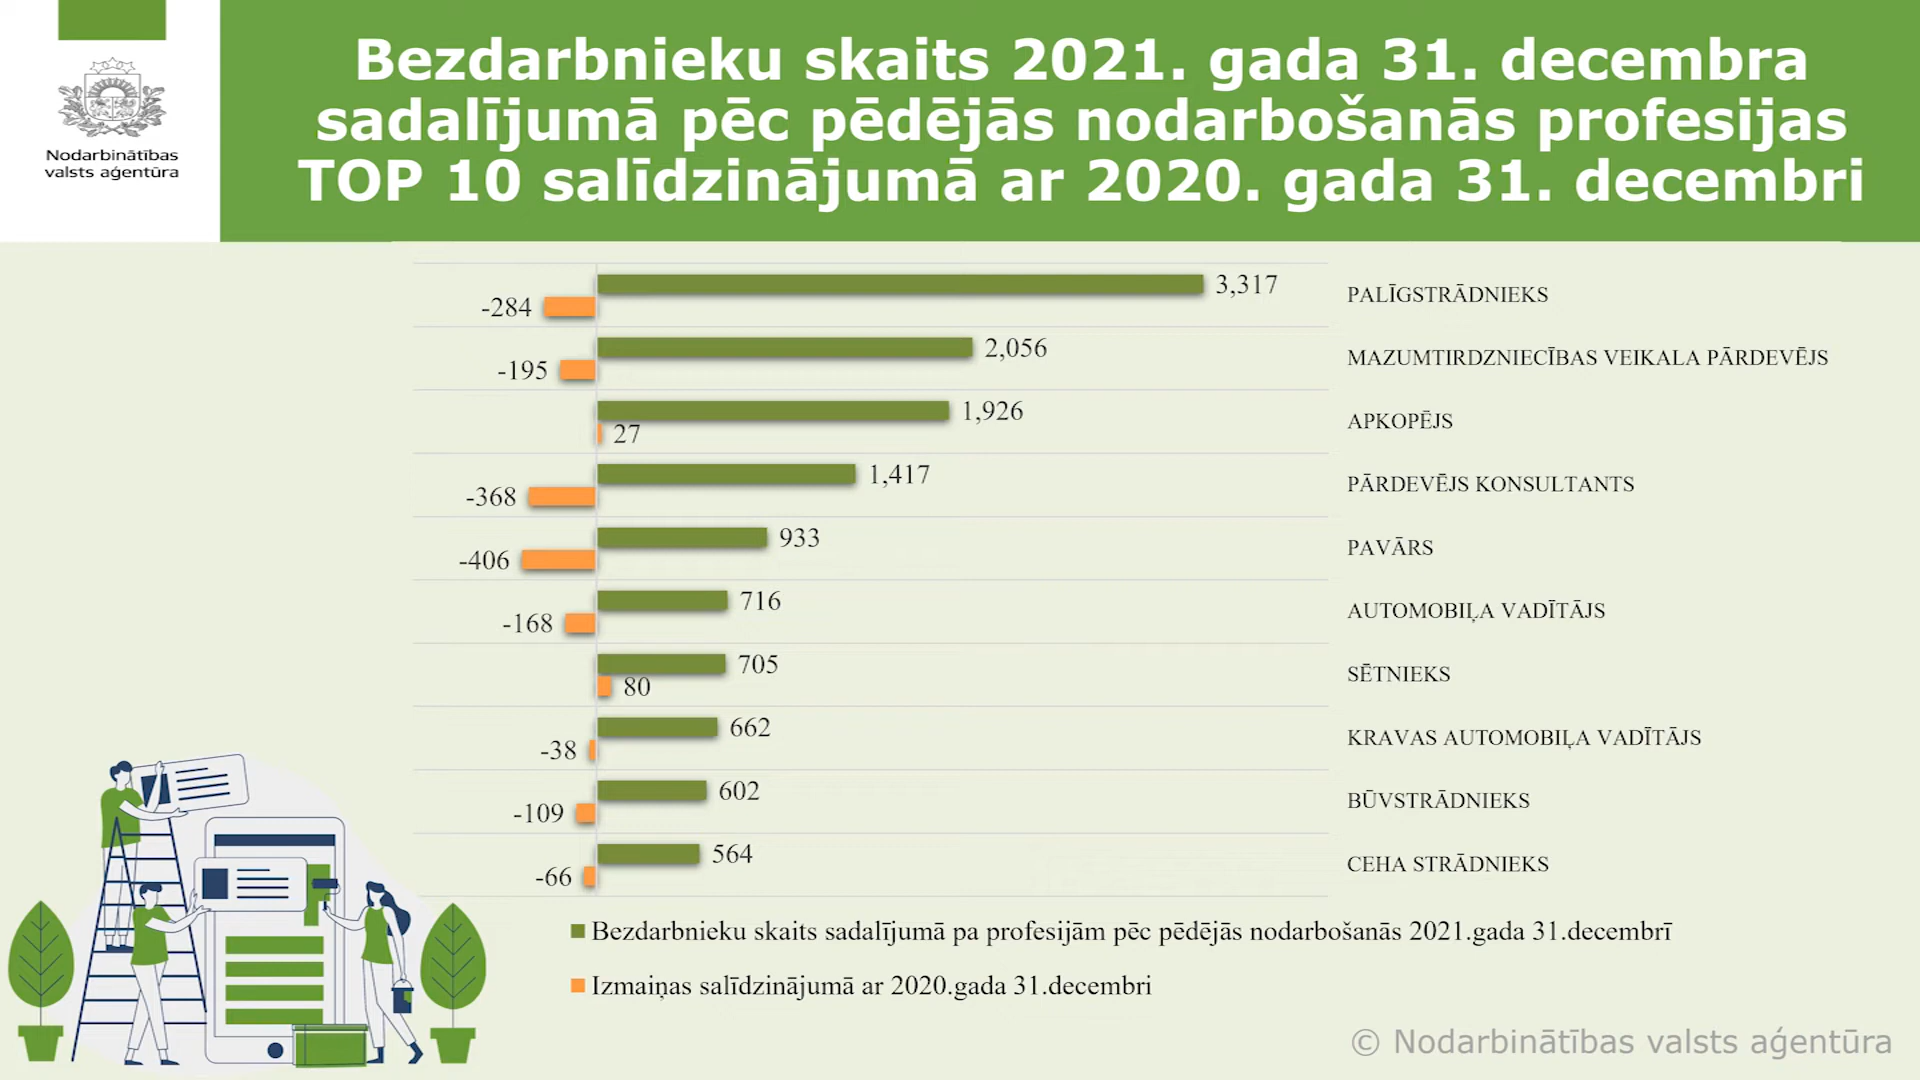 Nodarbinātības
valsts aģentūra
Bezdarbnieku skaits 2021. gada 31. decembra
sadalījumā pēc pēdējās nodarbošanās profesijas
TOP 10 salīdzinājumā ar 2020. gada 31. decembri
3,317
-284
PALĪGSTRĀDNIEKS
2,056
-195
MAZUMTIRDZNIECĪBAS VEIKALA PĀRDEVĒJS
1,926
27
APKOPĒJS
1,417
-368
PĀRDEVĒJS KONSULTANTS
933
-406
PAVĀRS
716
-168
AUTOMOBIĻA VADĪTĀJS
705
80
SĒTNIEKS
662
-38
KRAVAS AUTOMOBIĻA VADĪTĀJS
602
-109
BŪVSTRĀDNIEKS
564
-66
CEHA STRĀDNIEKS
Bezdarbnieku skaits sadalījumā pa profesijām pēc pēdējās nodarbošanās 2021.gada 31.decembrī
Izmaiņas salīdzinājumā ar 2020.gada 31.decembri
© Nodarbinātības valsts aģentūra